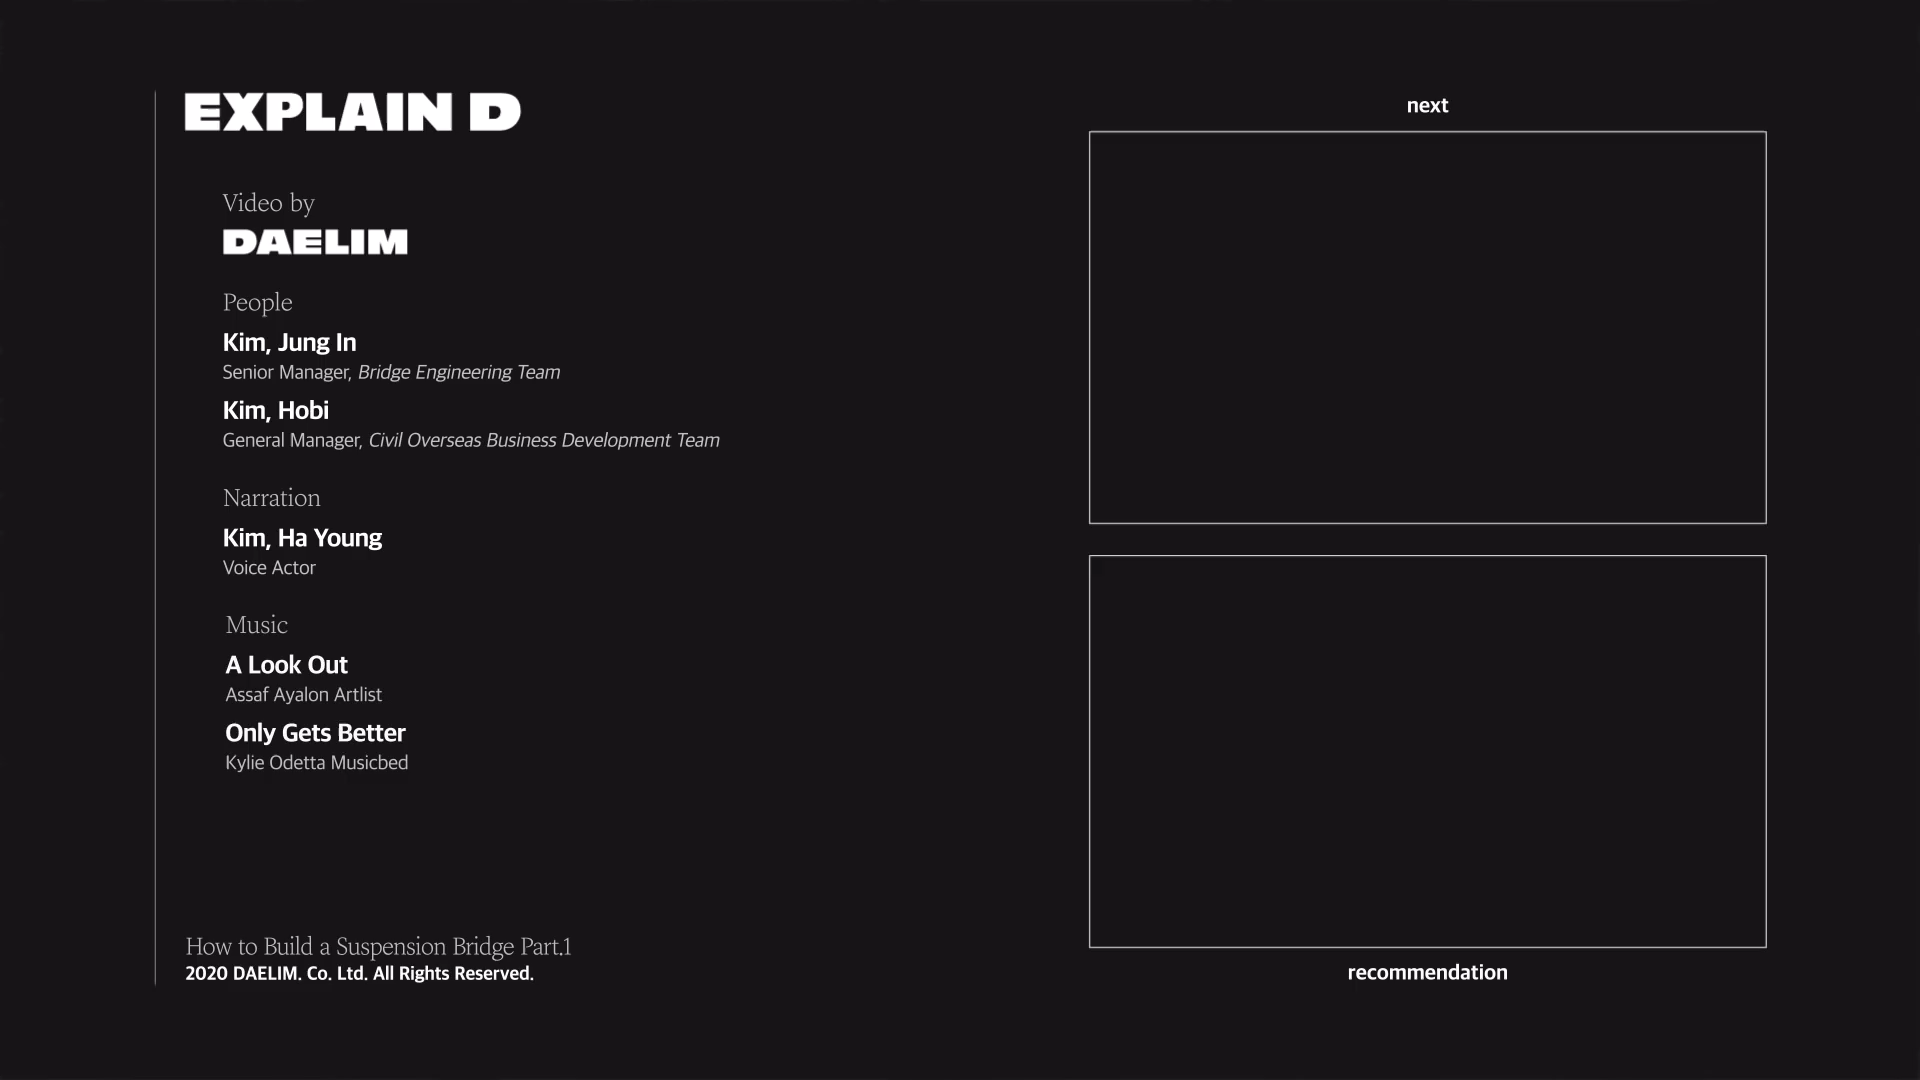 EXPLAIN D
Video by
DAELIM
People
Kim, Jung In
Senior Manager, Bridge Engineering Team
Kim, Hobi
General Manager, Civil Overseas Business Development Team
Narration
Kim, Ha Young
Voice Actor
Music
A Look Out
Assaf Ayalon Artlist
Only Gets Better
Kylie Odetta Musicbed
How to Build a Suspension Bridge Part.1
2020 DAELIM. Co. Ltd. All Rights Reserved.
next
recommendation